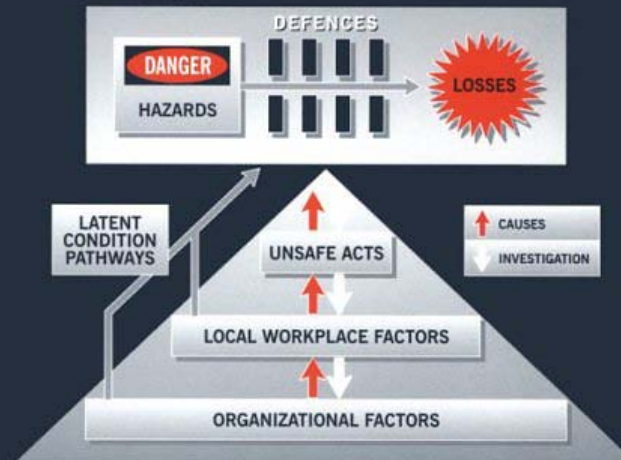 DEFENCES
DANGER
HAZARDS
LOSSES
LATENT
CONDITION
PATHWAYS
CAUSES
INVESTIGATION
UNSAFE ACTS
LOCAL WORKPLACE FACTORS
ORGANIZATIONAL FACTORS